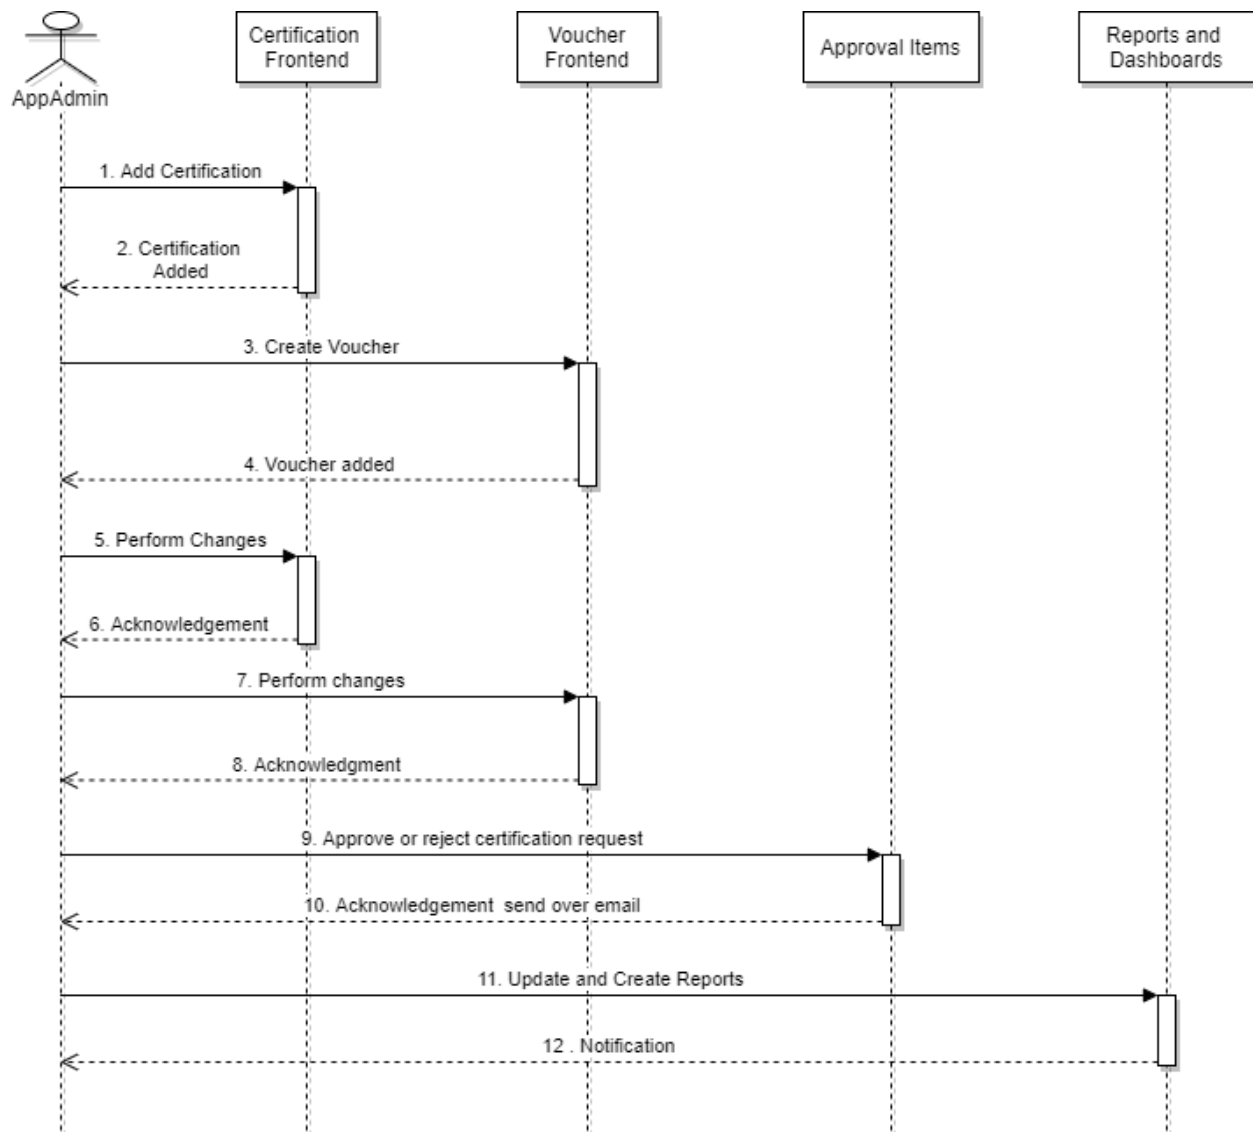 Certification
Frontend
Voucher
Frontend
Approval Items
Reports and
Dashboards
AppAdmin
1. Add Certification
2. Certification
Added
3. Create Voucher
4. Voucher added
5. Perform Changes
6. Acknowledgement
7. Perform changes
8. Acknowledgment
9. Approve or reject certification request
10. Acknowledgement  send over email
11. Update and Create Reports
12 . Notification